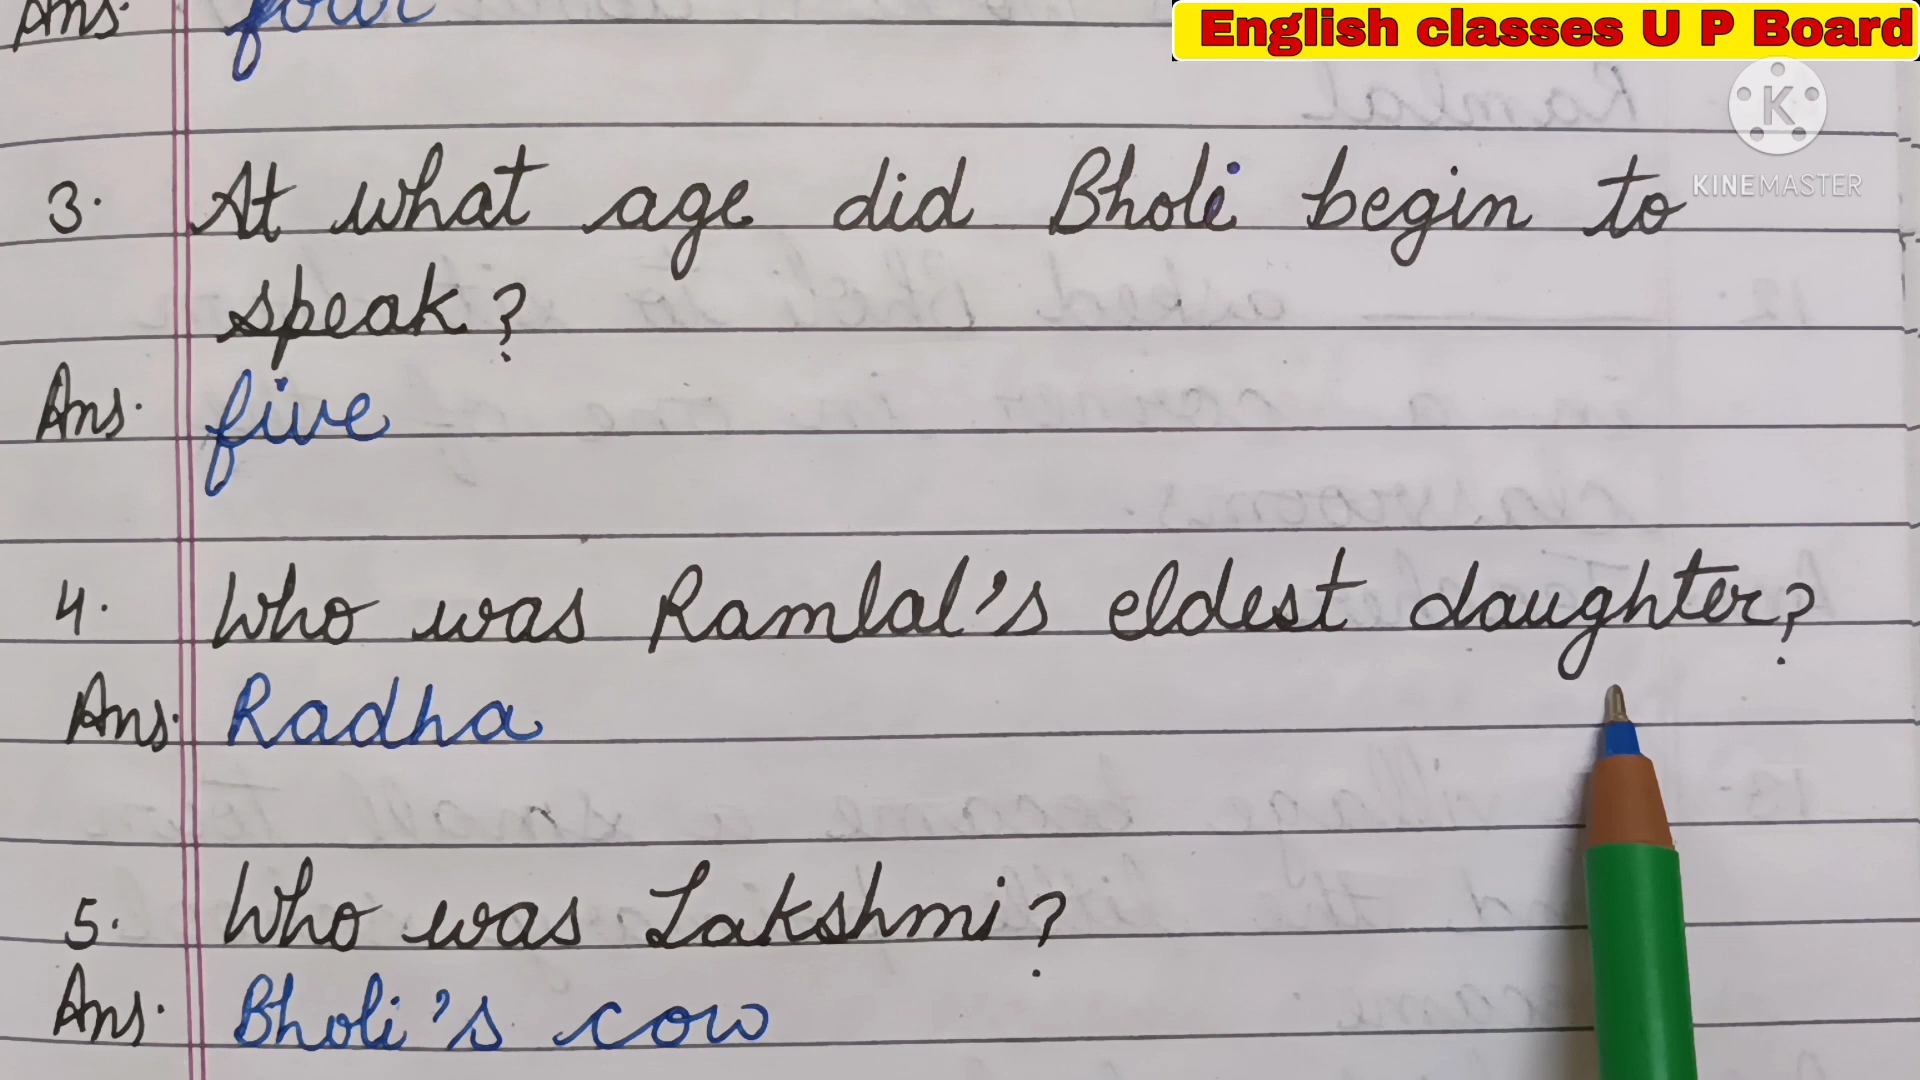 English classes U P Board
Ans. four
K
KINEMASTER
3. At what age did Bholi begin to
speak?
Ans. five
4. Who was Ramlal's eldest daughter?
Ans. Radha
5. Who was Lakshmi?
Ans. Bholi's cow